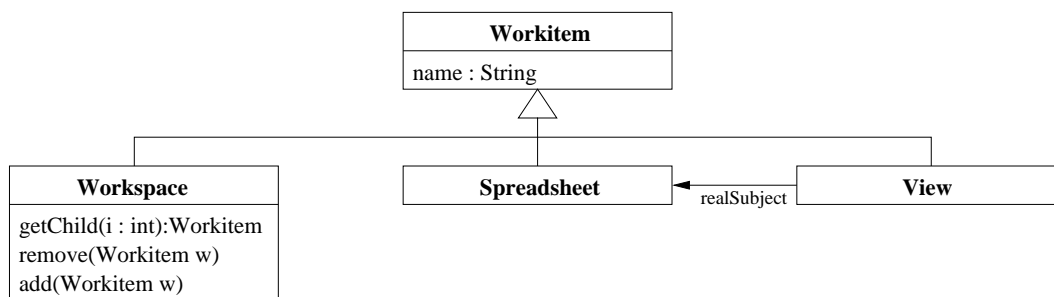 Workitem
name : String
Workspace
getChild(i : int):Workitem
remove(Workitem w)
add(Workitem w)
Spreadsheet
realSubject
View